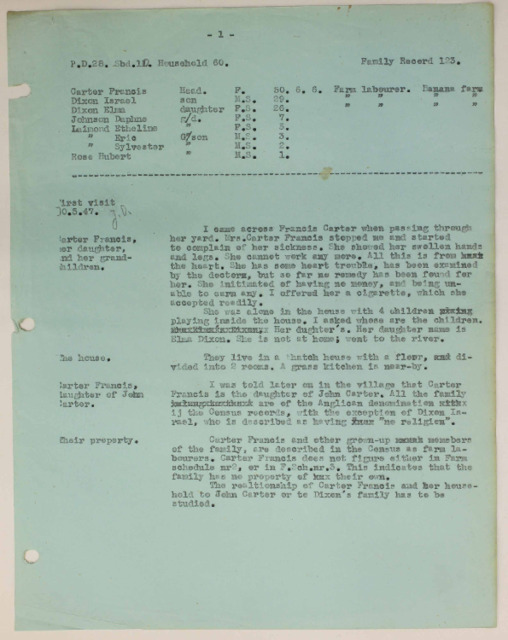 - 1 -
P.D.28. Sbd.11. Household 60. Family Record 123.
Carter Francis Head. F. 50. S. S. Farm labourer. Banana farm
Dixon Israel son M.S. 29. " " " "
Dixon Elma daughter F.S. 26. " " " "
Johnson Daphne g/d. F.S. 7.
Laimond Etheline " F.S. 5.
" Eric G/son M.S. 3.
" Sylvester " M.S. 2.
Rose Hubert " M.S. 1.
First visit
30.3.47.
Carter Francis, her daughter, and her grand-children.
I came across Francis Carter when passing through
her yard. Mrs.Carter Francis stopped me and started
to complain of her sickness. She showed her swollen hands
and legs. She cannot work any more. All this is from
the heart. She has some heart trouble, has been examined
by the doctors, but so far no remedy has been found for
her. She initimated of having no money, and being un-
able to earn any. I offered her a cigarette, which she
accepted readily.
She was alone in the house with 4 children
playing inside the house. I asked whose are the children.
Her dughter's. Her daughter name is
Elma Dixon. She is not at home; went to the river.
The house.
They live in a thatch house with a floor, and di-
vided into 2 rooms. A grass kitchen is near-by.
Carter Francis, daughter of John Carter.
I was told later on in the village that Carter
Francis is the daughter of John Carter. All the family
are of the Anglican denomination
ij the Census records, with the exception of Dixon Is-
rael, who is described as having "no religion".
Their property.
Carter Francis and other grown-up members
of the family, are described in the Census as farm la-
bourers. Carter Francis does not figure either in Farm
schedule nr2, or in F.Sch.nr.3. This indicates that the
family has no property of their own.
The realtionship of Carter Francis and her house-
hold to John Carter or to Dixon's family has to be
studied.